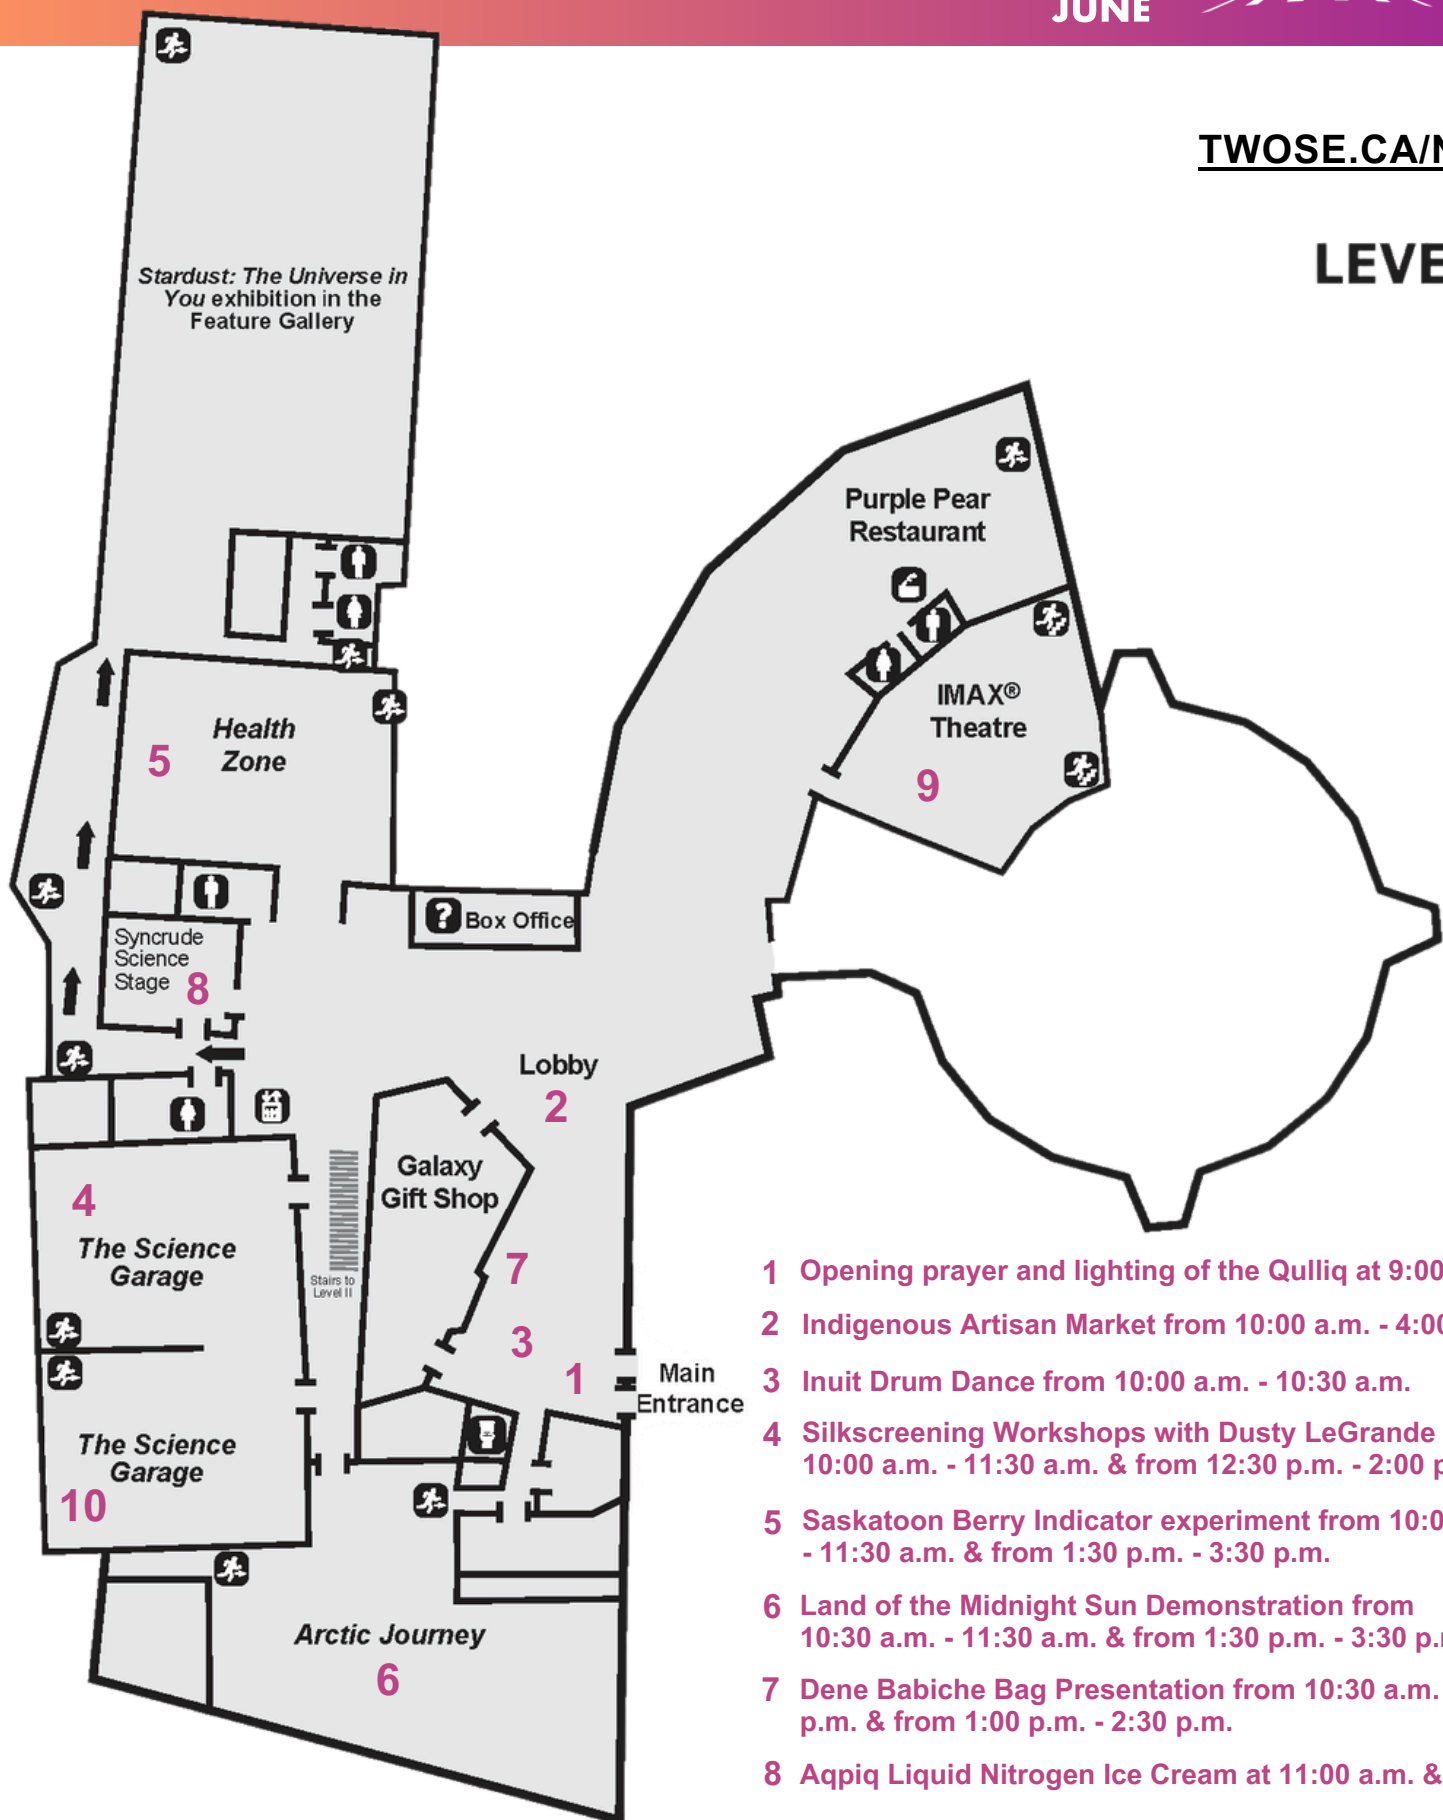 JUNE
TWOSE.CA/N
LEVE
Stardust: The Universe in
You exhibition in the
Feature Gallery
Purple Pear
Restaurant
IMAX®
Theatre
9
Health
Zone
5
? Box Office
Syncrude
Science
Stage
8
Lobby
2
Galaxy
Gift Shop
4
The Science
Garage
Stairs to
Level II
7
3
1
Main
Entrance
The Science
Garage
10
Arctic Journey
6
1 Opening prayer and lighting of the Qulliq at 9:00
2 Indigenous Artisan Market from 10:00 a.m. - 4:00
3 Inuit Drum Dance from 10:00 a.m. - 10:30 a.m.
4 Silkscreening Workshops with Dusty LeGrande
10:00 a.m. - 11:30 a.m. & from 12:30 p.m. - 2:00 p
5 Saskatoon Berry Indicator experiment from 10:0
- 11:30 a.m. & from 1:30 p.m. - 3:30 p.m.
6 Land of the Midnight Sun Demonstration from
10:30 a.m. - 11:30 a.m. & from 1:30 p.m. - 3:30 p.m
7 Dene Babiche Bag Presentation from 10:30 a.m.
p.m. & from 1:00 p.m. - 2:30 p.m.
8 Aqpiq Liquid Nitrogen Ice Cream at 11:00 a.m. &